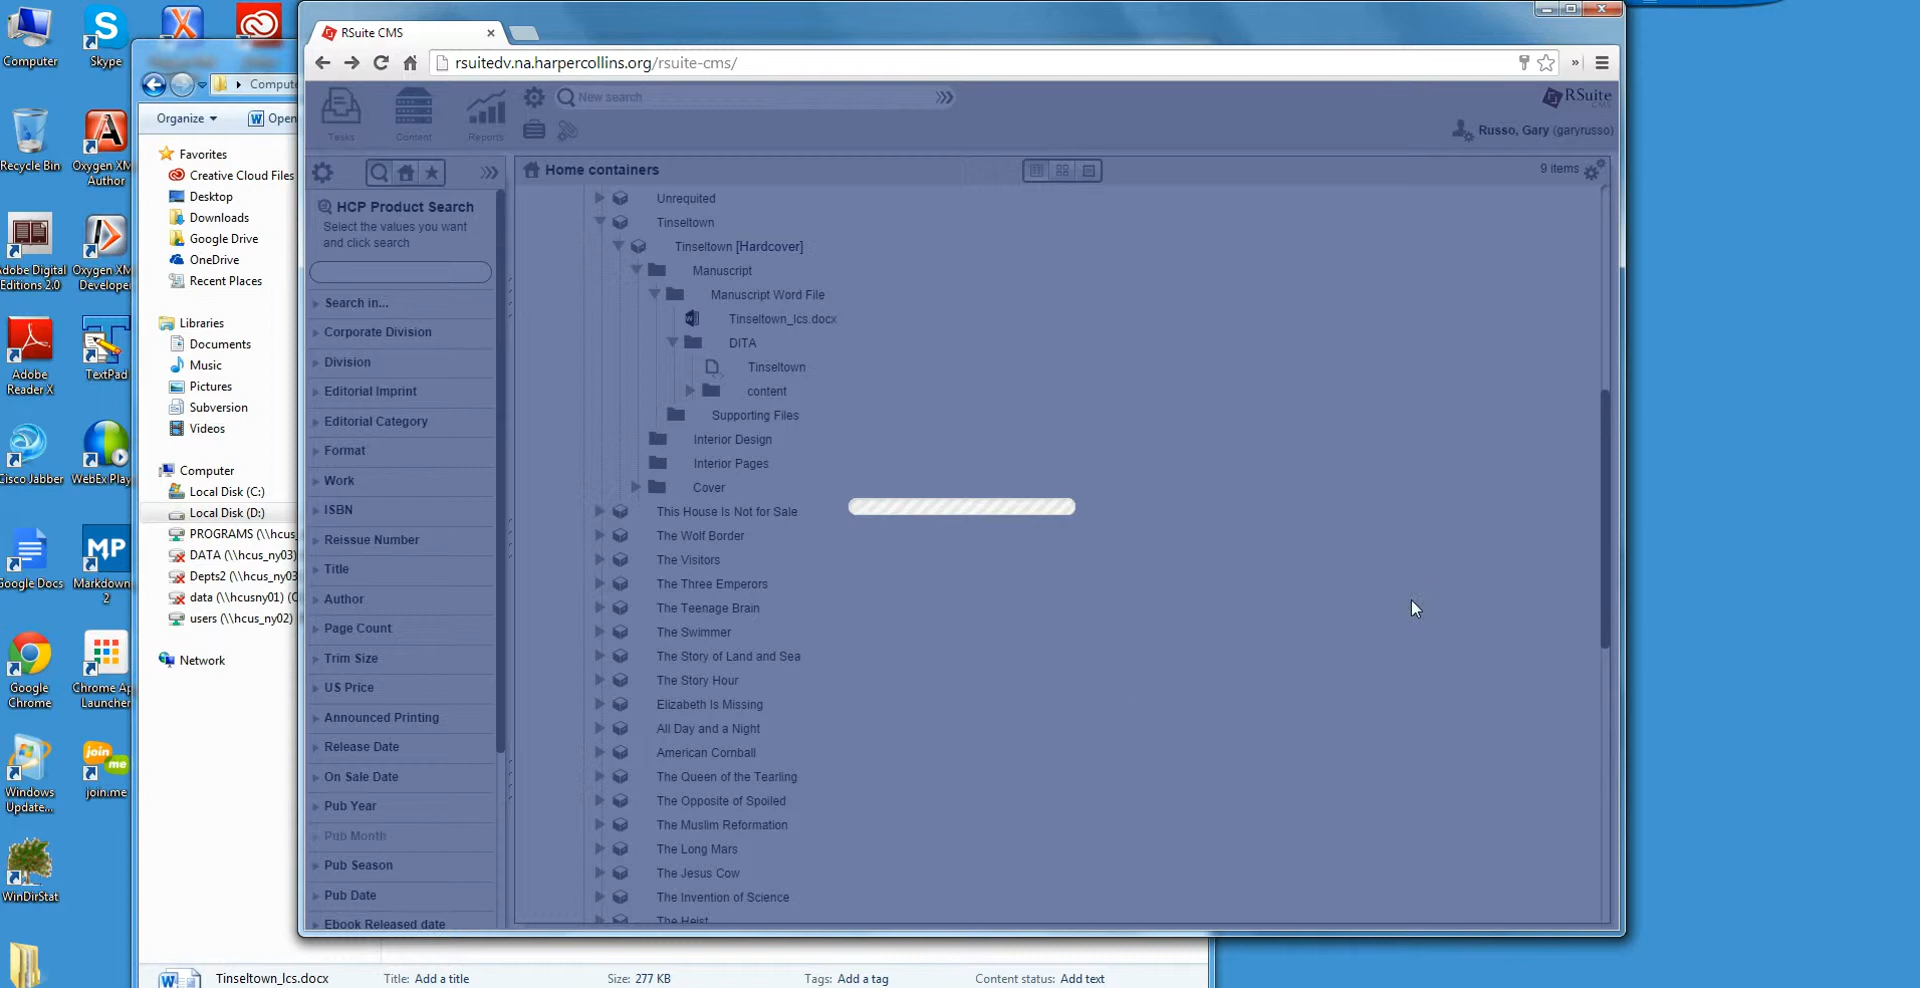 Computer
Skype
Recycle Bin
Oxygen XM
Author
Adobe Digital
Editions 2.0
Oxygen XM
Develope
Adobe
Reader X
TextPad
Cisco Jabber
WebEx Play
Google Docs
Markdown
2
Google
Chrome
Chrome Ap
Launcher
Windows
Update...
join
me
join.me
WinDirStat
Organize
Open
Favorites
Creative Cloud Files
Desktop
Downloads
Google Drive
OneDrive
Recent Places
Libraries
Documents
Music
Pictures
Subversion
Videos
Computer
Local Disk (C:)
Local Disk (D:)
PROGRAMS (\\hcus_
DATA (\\hcus_ny03)
Depts2 (\\hcus_ny03
data (\\hcusny01) (
users (\\hcus_ny02)
Network
RSuite CMS
rsuitedv.na.harpercollins.org/rsuite-cms/
Tasks
Content
Reports
New search
RSuite
CMS
Russo, Gary (garyrusso)
HCP Product Search
Select the values you want
and click search
Search in...
Corporate Division
Division
Editorial Imprint
Editorial Category
Format
Work
ISBN
Reissue Number
Title
Author
Page Count
Trim Size
US Price
Announced Printing
Release Date
On Sale Date
Pub Year
Pub Month
Pub Season
Pub Date
Ebook Released date
Home containers
9 items
Unrequited
Tinseltown
Tinseltown [Hardcover]
Manuscript
Manuscript Word File
Tinseltown_lcs.docx
DITA
Tinseltown
content
Supporting Files
Interior Design
Interior Pages
Cover
This House Is Not for Sale
The Wolf Border
The Visitors
The Three Emperors
The Teenage Brain
The Swimmer
The Story of Land and Sea
The Story Hour
Elizabeth Is Missing
All Day and a Night
American Cornball
The Queen of the Tearling
The Opposite of Spoiled
The Muslim Reformation
The Long Mars
The Jesus Cow
The Invention of Science
The Heist
Tinseltown_lcs.docx
Title: Add a title
Size: 277 KB
Tags: Add a tag
Content status: Add text